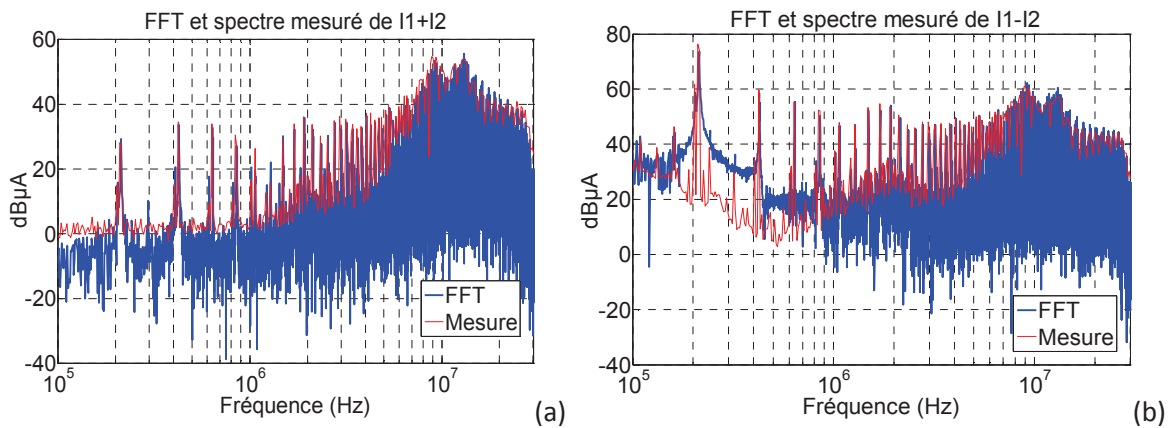 FFT et spectre mesuré de I1+I2
60
40
20
0
-20
-40
dBµA
10^5
10^6
10^7
Fréquence (Hz)
FFT
Mesure
(a)
FFT et spectre mesuré de I1-I2
80
60
40
20
0
-20
-40
dBµA
10^5
10^6
10^7
Fréquence (Hz)
FFT
Mesure
(b)